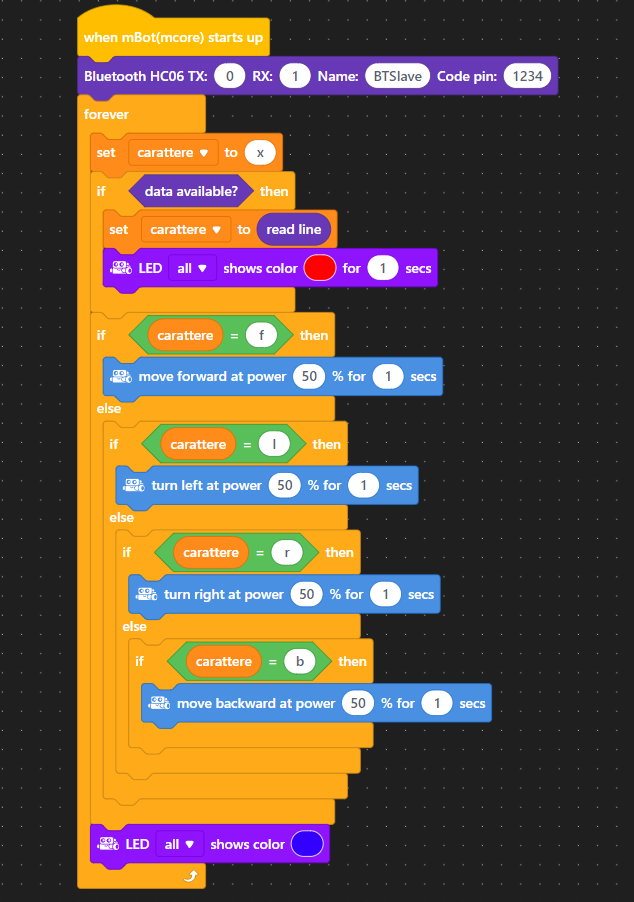 when mBot(mcore) starts up
Bluetooth HC06 TX: 0 RX: 1 Name: BTSlave Code pin: 1234
forever
set carattere to x
if data available? then
set carattere to read line
LED all shows color for 1 secs
if carattere = f then
move forward at power 50 % for 1 secs
else
if carattere = l then
turn left at power 50 % for 1 secs
else
if carattere = r then
turn right at power 50 % for 1 secs
else
if carattere = b then
move backward at power 50 % for 1 secs
LED all shows color